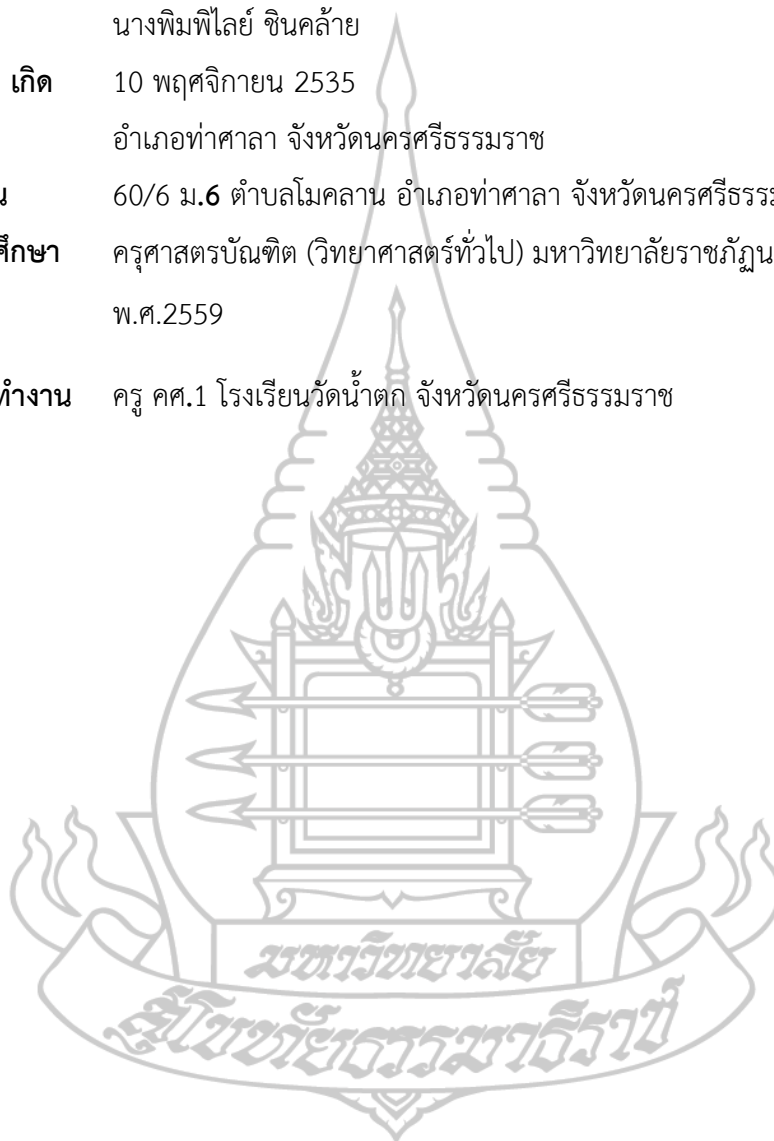 นางพิมพิไลย์ ชินคล้าย
เกิด 10 พฤศจิกายน 2535
อำเภอท่าศาลา จังหวัดนครศรีธรรมราช
60/6 ม.6 ตำบลโมคลาน อำเภอท่าศาลา จังหวัดนครศรีธรรม
ศึกษา ครุศาสตรบัณฑิต (วิทยาศาสตร์ทั่วไป) มหาวิทยาลัยราชภัฏน
พ.ศ.2559
ทำงาน ครู คศ.1 โรงเรียนวัดน้ำตก จังหวัดนครศรีธรรมราช
มหาวิทยาลัย
สุโขทัยธรรมาธิราช